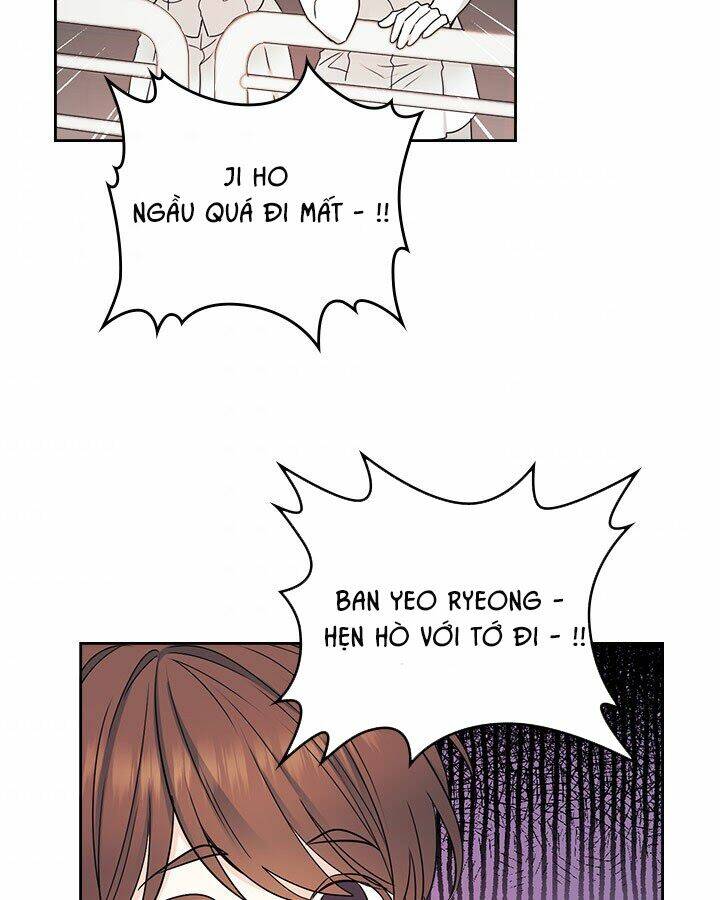 JI HO
NGẦU QUÁ ĐI MẤT - !!
BAN YEO RYEONG -
HẸN HÒ VỚI TỚ ĐI - !!